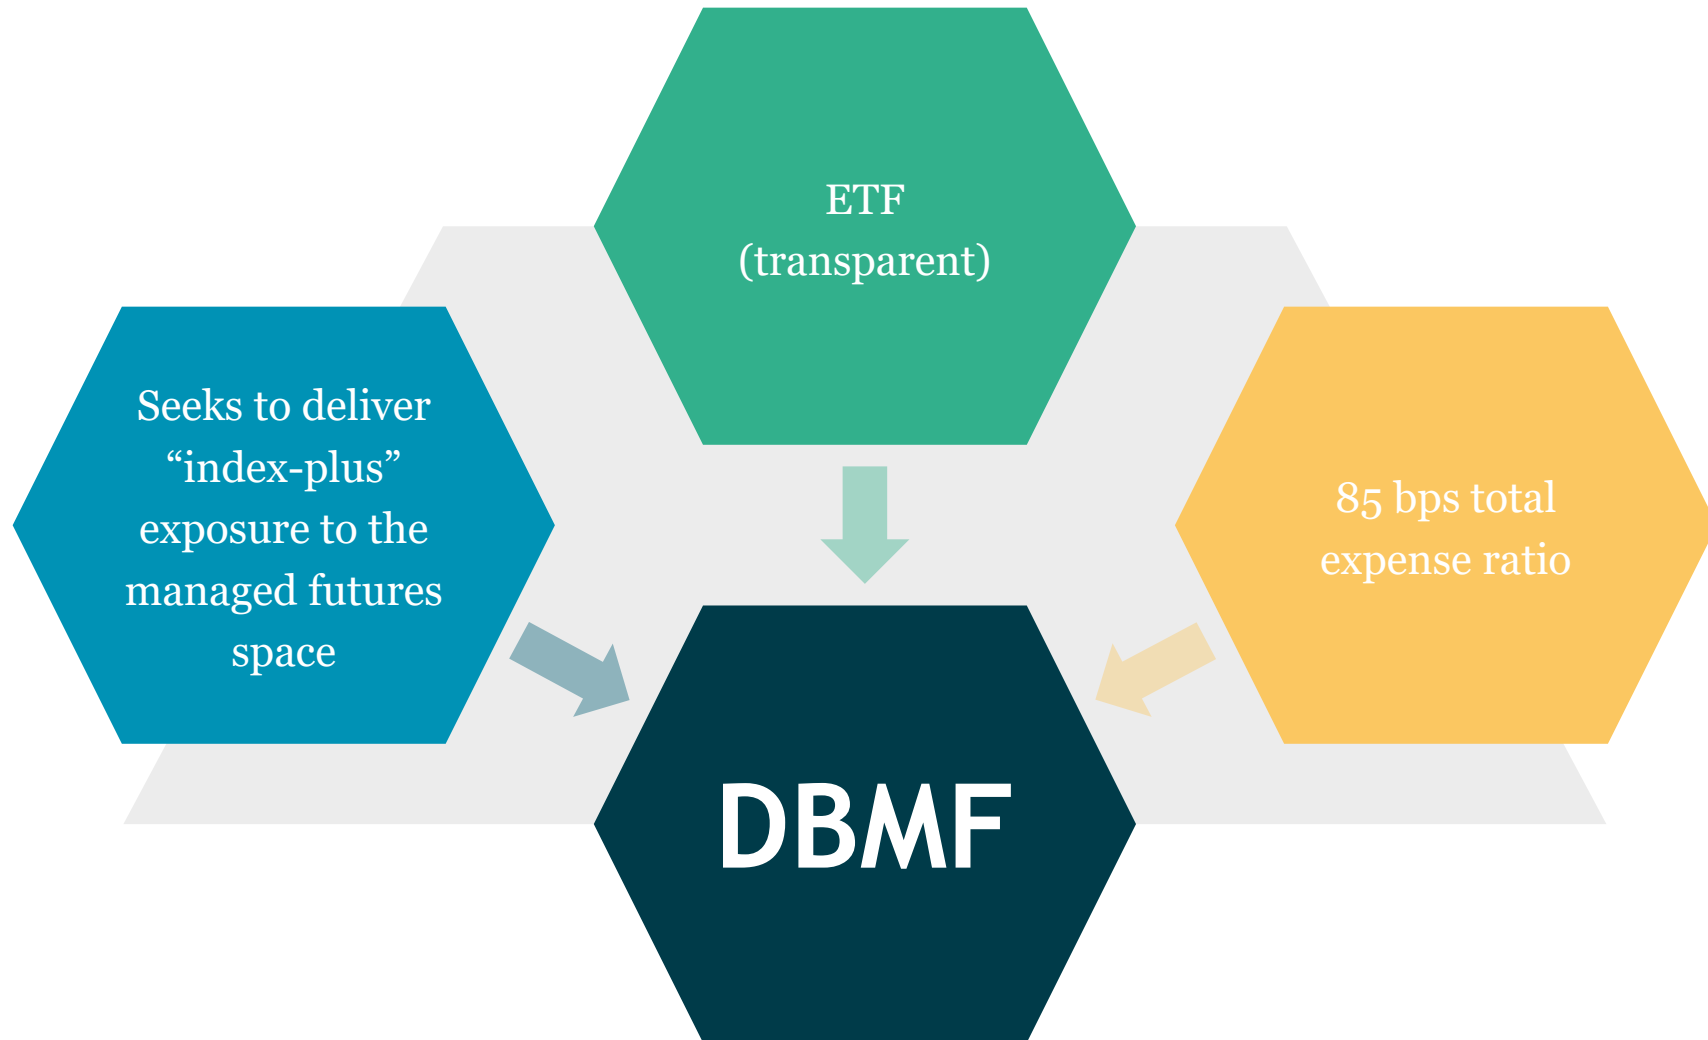 ETF
(transparent)
Seeks to deliver
“index-plus”
exposure to the
managed futures
space
85 bps total
expense ratio
DBMF